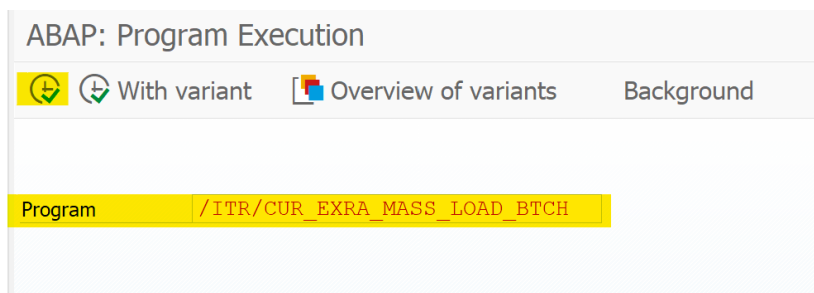 ABAP: Program Execution
With variant Overview of variants Background
Program /ITR/CUR_EXRA_MASS_LOAD_BTCH